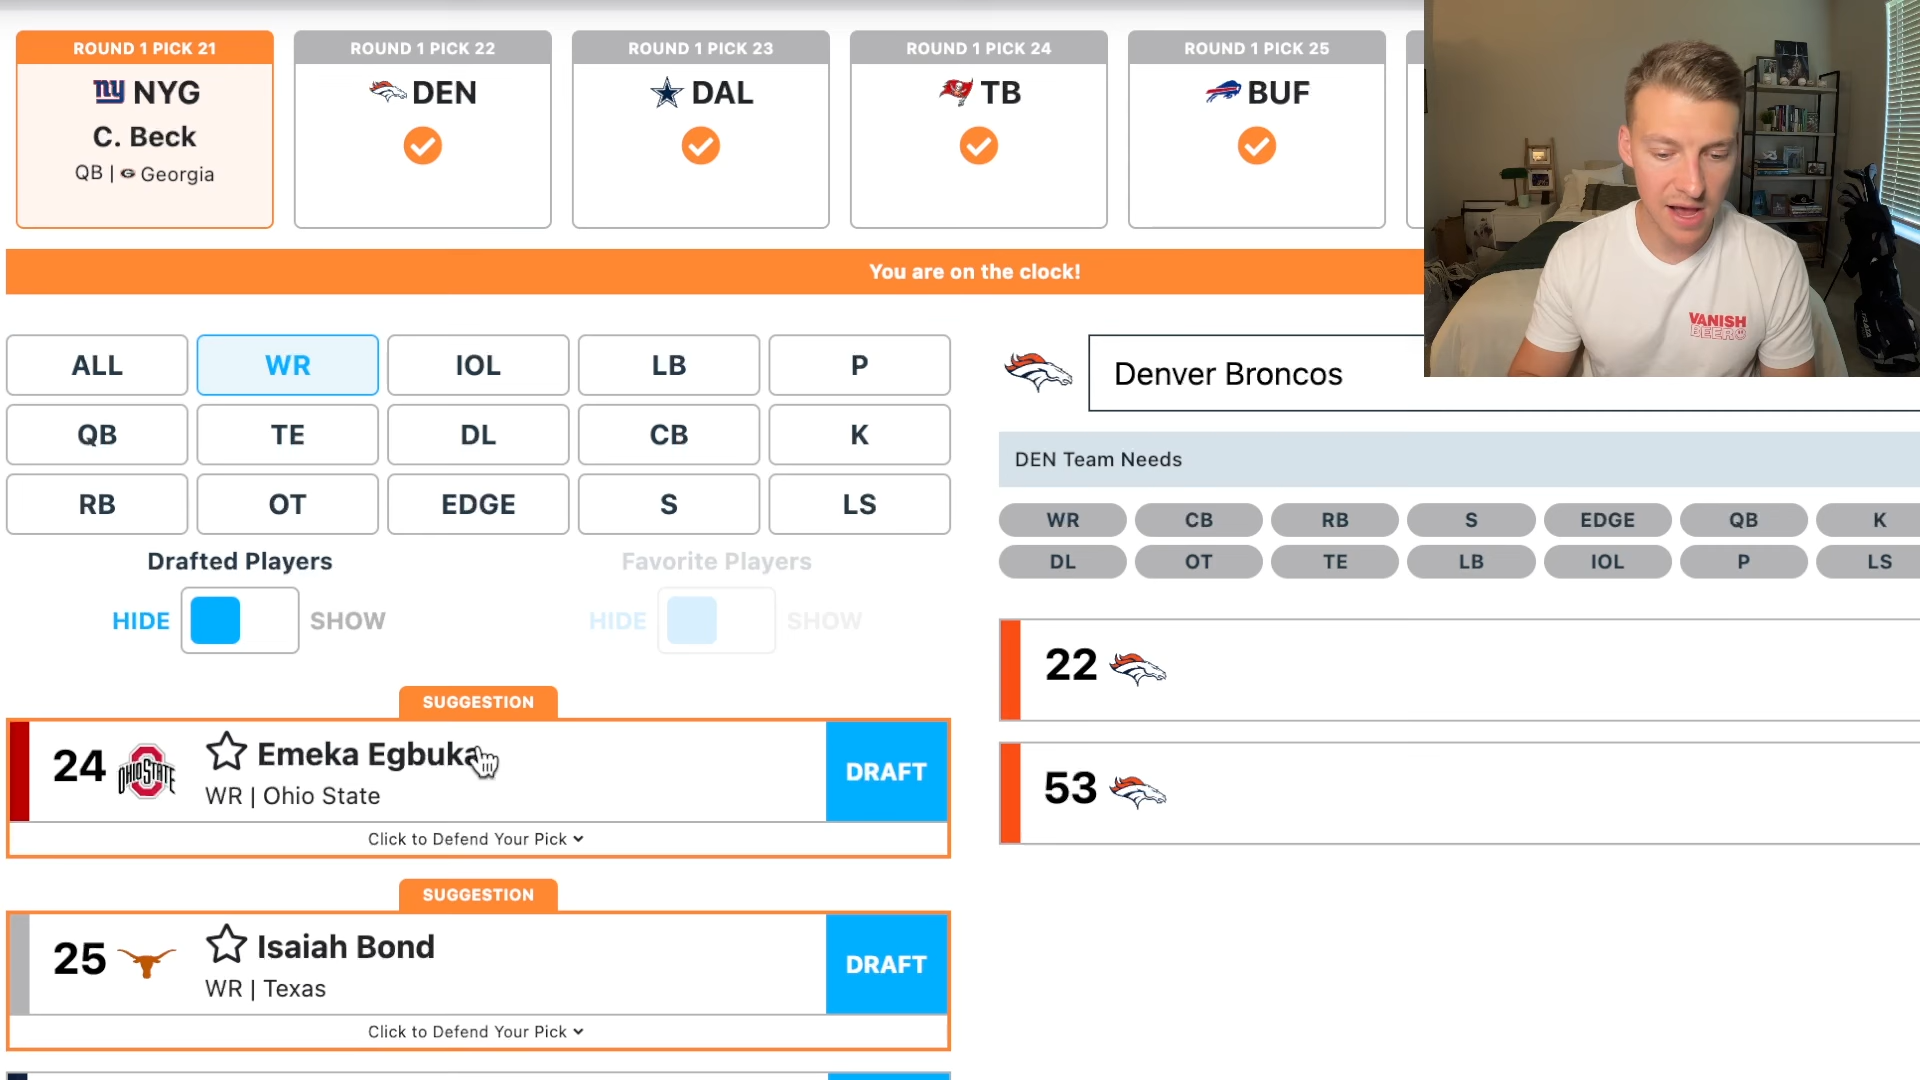 ROUND 1 PICK 21
NYG
C. Beck
QB | Georgia
ROUND 1 PICK 22
DEN
ROUND 1 PICK 23
DAL
ROUND 1 PICK 24
TB
ROUND 1 PICK 25
BUF
You are on the clock!
VANISH
BEER
ALL WR IOL LB P
QB TE DL CB K
RB OT EDGE S LS
Drafted Players
HIDE SHOW
Favorite Players
HIDE SHOW
SUGGESTION
24 OHIO STATE Emeka Egbuka
WR | Ohio State
DRAFT
Click to Defend Your Pick
SUGGESTION
25 Isaiah Bond
WR | Texas
DRAFT
Click to Defend Your Pick
Denver Broncos
DEN Team Needs
WR CB RB S EDGE QB K
DL OT TE LB IOL P LS
22
53